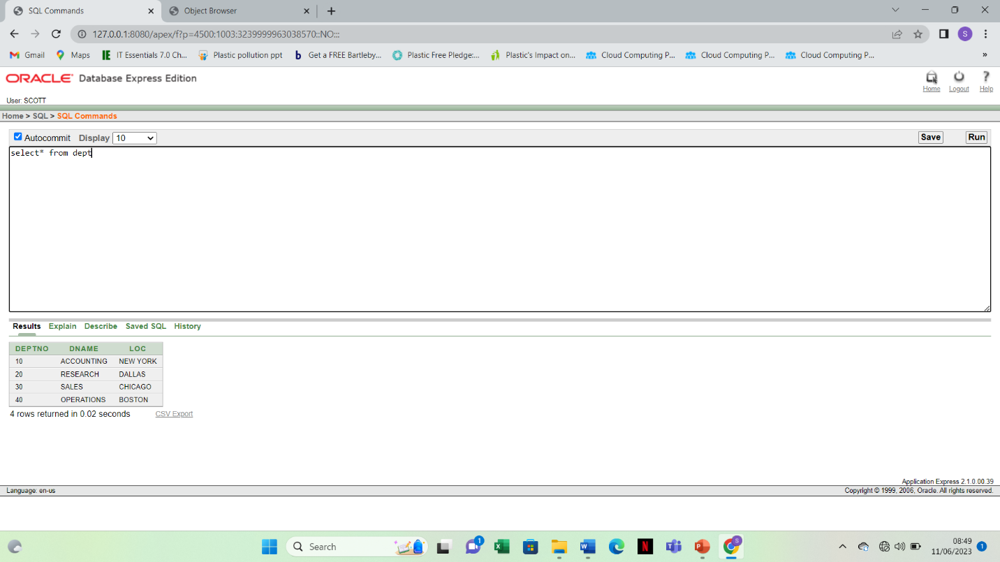 SQL Commands
Object Browser
127.0.0.1:8080/apex/f?p=4500:1003:3239999963038570::NO:::
S
Gmail
Maps
IT Essentials 7.0 Ch...
Plastic pollution ppt
Get a FREE Bartleby...
Plastic Free Pledge:...
Plastic's Impact on...
Cloud Computing P...
Cloud Computing P...
Cloud Computing P...
»
ORACLE Database Express Edition
Home Logout Help
User: SCOTT
Home > SQL > SQL Commands
Autocommit Display 10 Save Run
select* from dept
Results Explain Describe Saved SQL History
DEPTNO DNAME LOC
10 ACCOUNTING NEW YORK
20 RESEARCH DALLAS
30 SALES CHICAGO
40 OPERATIONS BOSTON
4 rows returned in 0.02 seconds CSV Export
Application Express 2.1.0.00.39
Language: en-us Copyright © 1999, 2006, Oracle. All rights reserved.
Search
1
08:49
11/06/2023
1